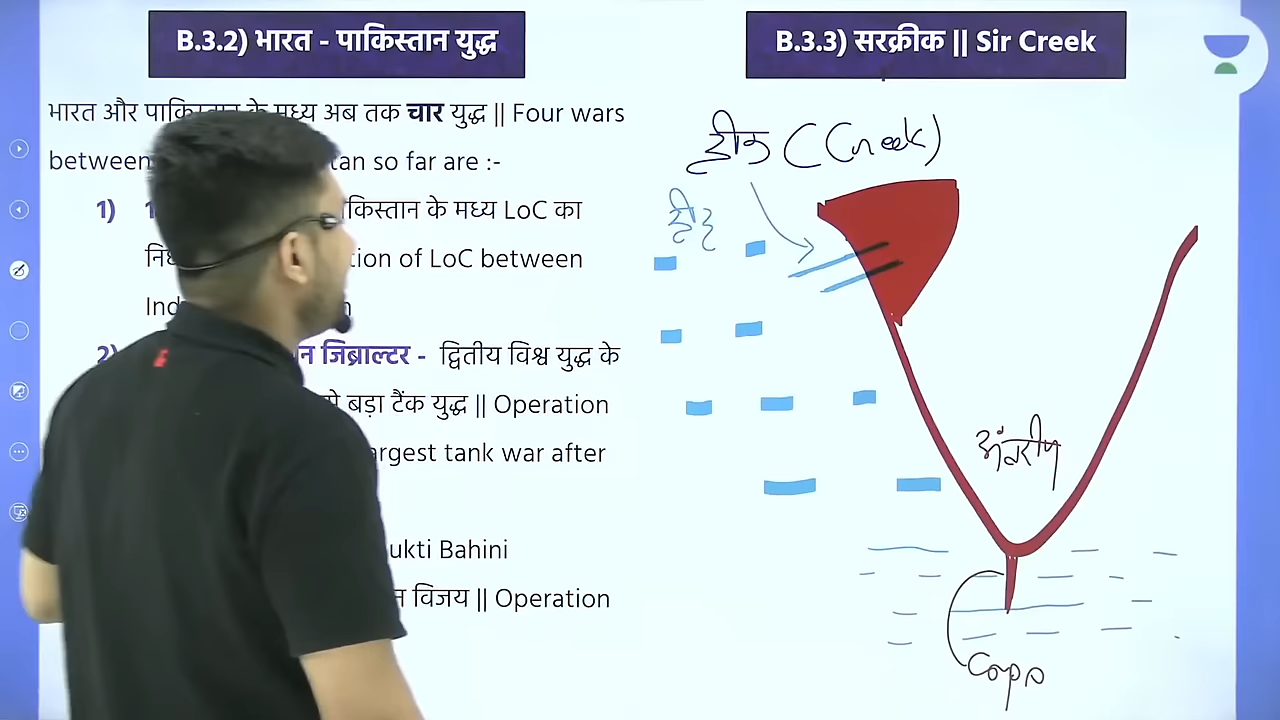 B.3.2) भारत - पाकिस्तान युद्ध
भारत और पाकिस्तान के मध्य अब तक चार युद्ध || Four wars
between tan so far are :-
1) 1 किस्तान के मध्य LoC का
tion of LoC between
Ind
2) न जिब्राल्टर - द्वितीय विश्व युद्ध के
बड़ा टैंक युद्ध || Operation
argest tank war after
ukti Bahini
विजय || Operation
B.3.3) सरक्रीक || Sir Creek
क्रीक (Creek)
अंतरीप